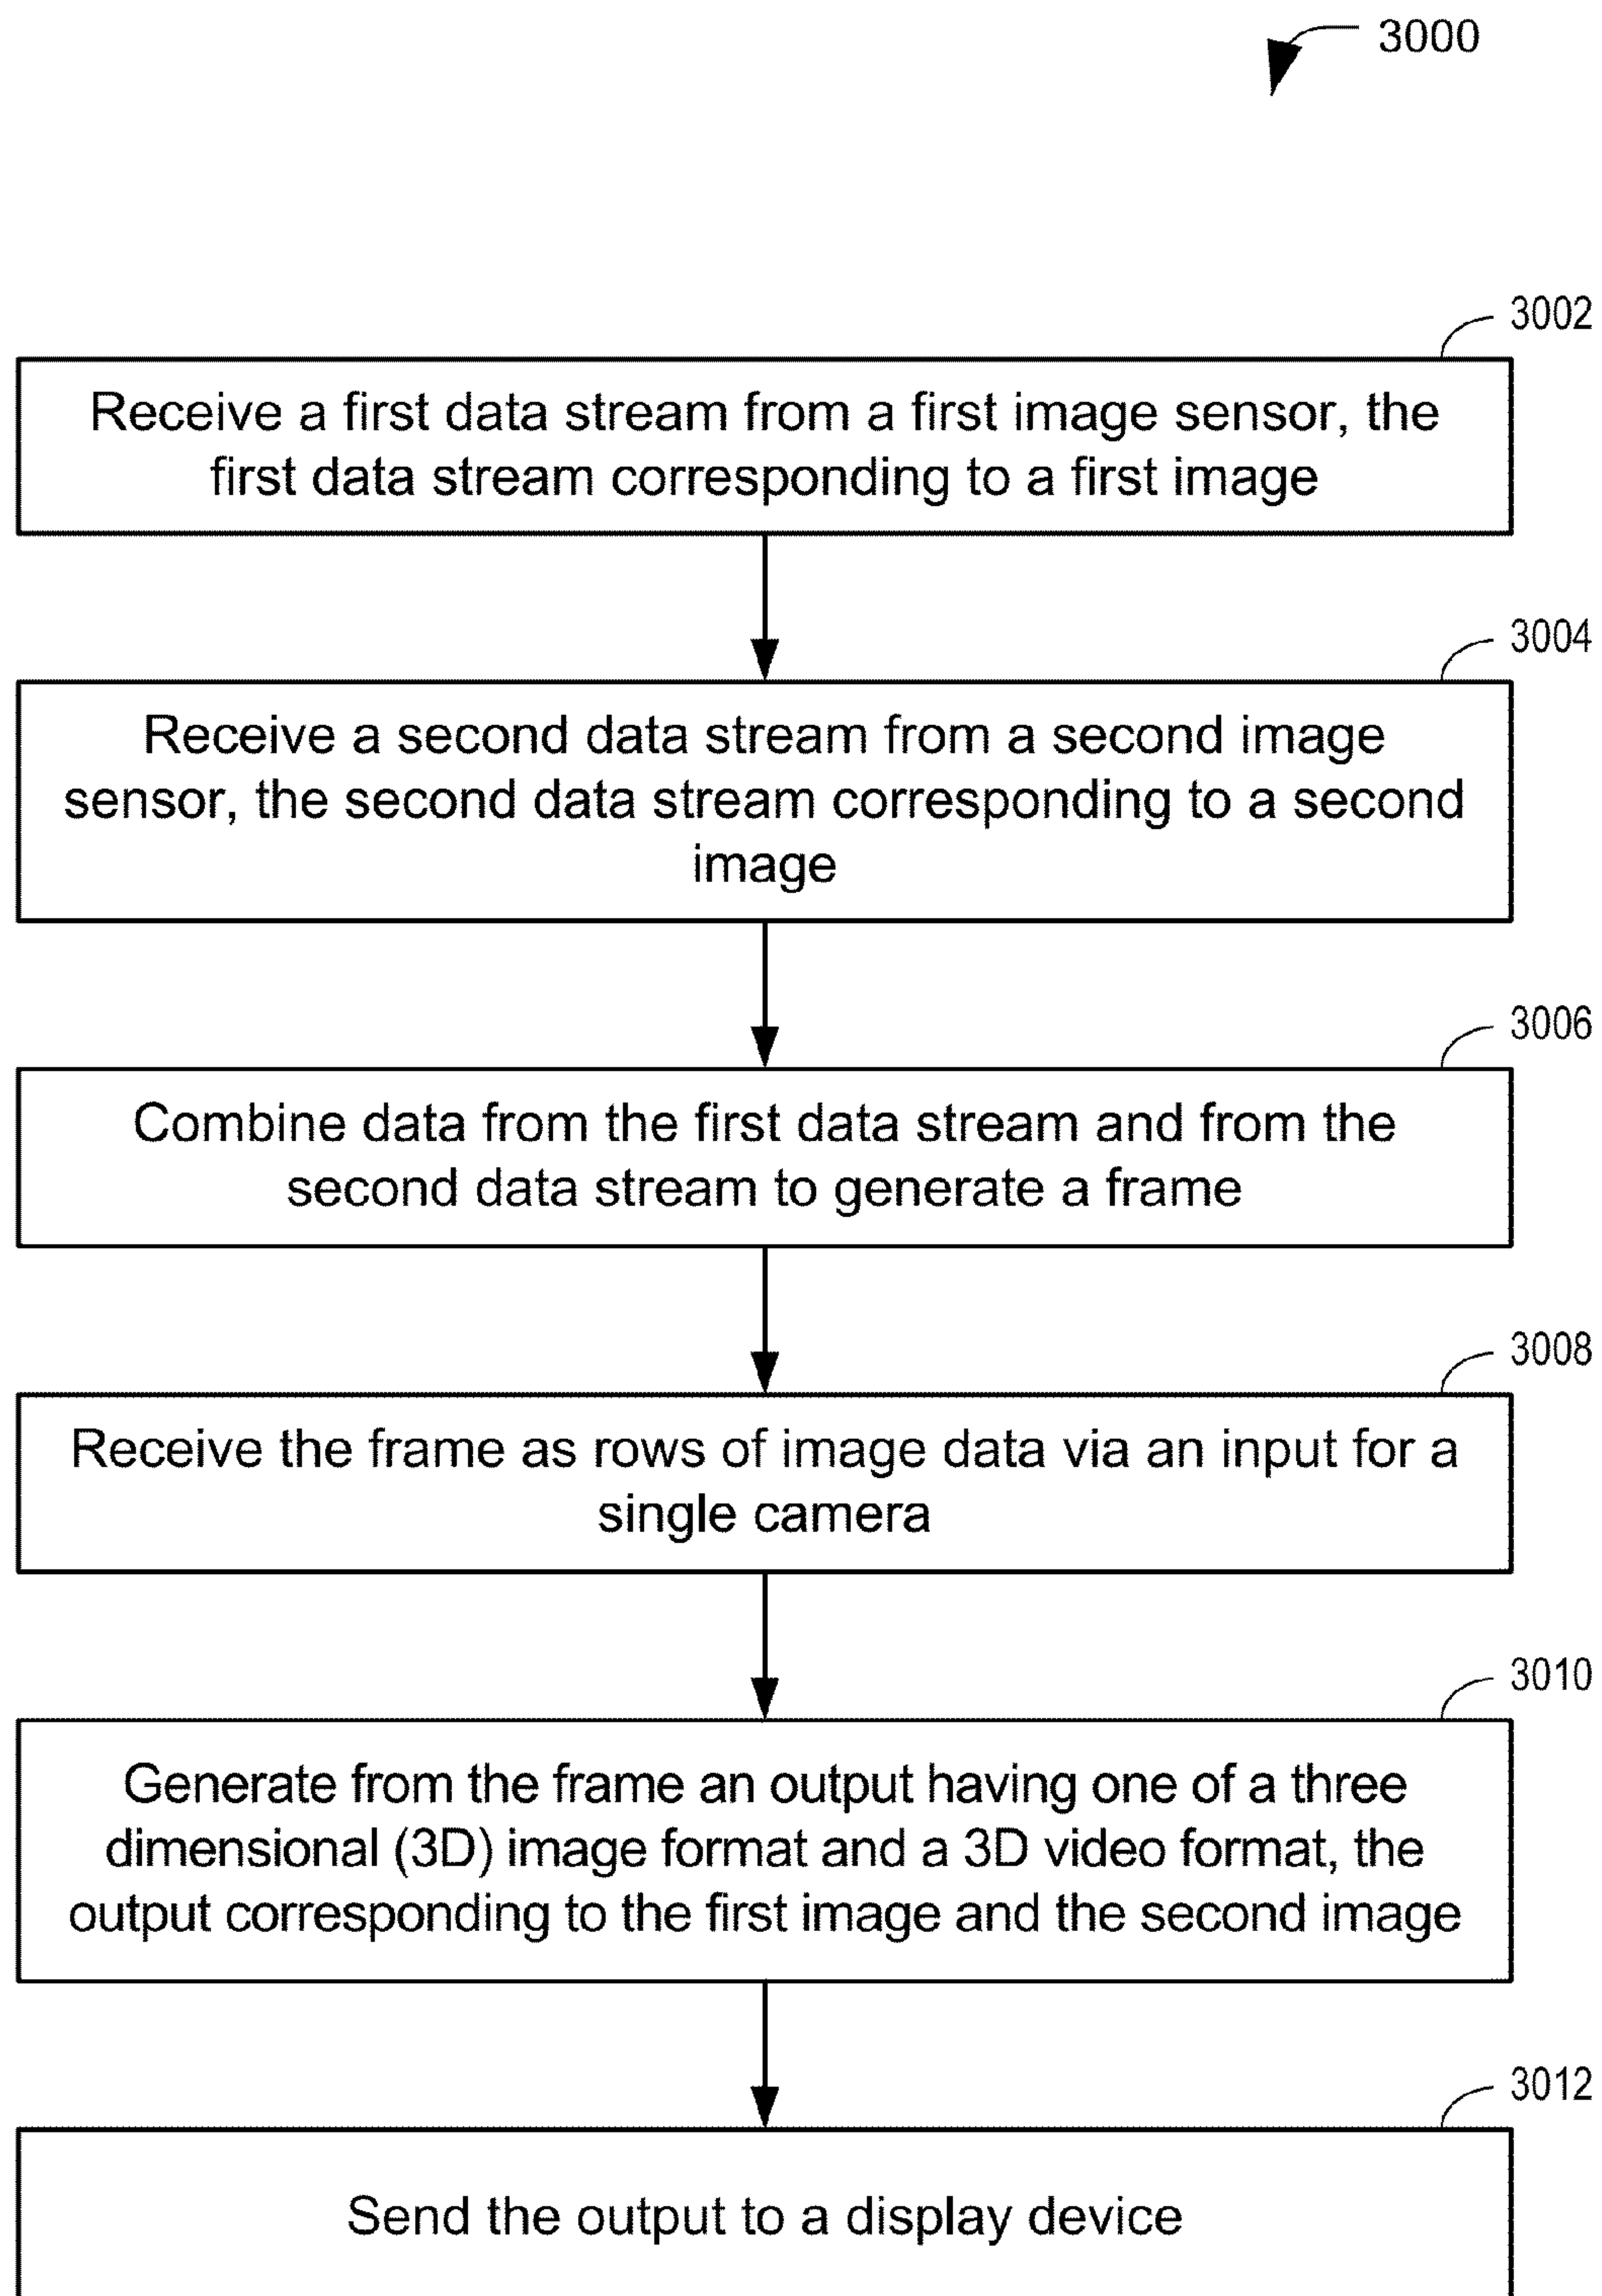 3000
3002
Receive a first data stream from a first image sensor, the
first data stream corresponding to a first image
3004
Receive a second data stream from a second image
sensor, the second data stream corresponding to a second
image
3006
Combine data from the first data stream and from the
second data stream to generate a frame
3008
Receive the frame as rows of image data via an input for a
single camera
3010
Generate from the frame an output having one of a three
dimensional (3D) image format and a 3D video format, the
output corresponding to the first image and the second image
3012
Send the output to a display device